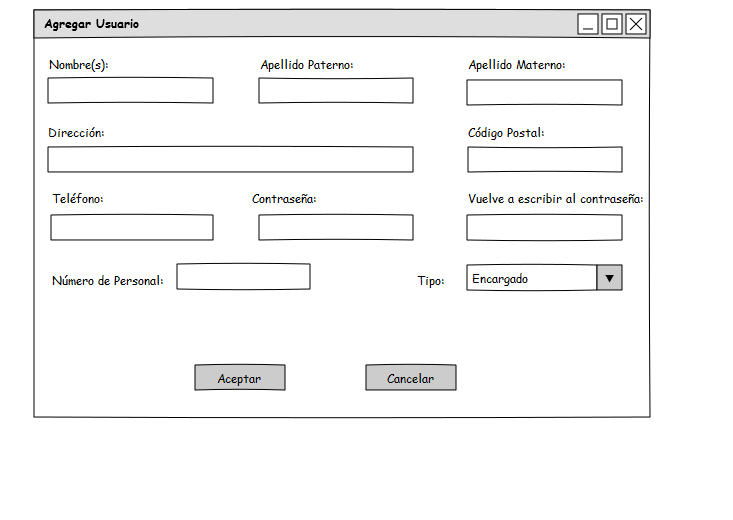 Agregar Usuario
Nombre(s): Apellido Paterno: Apellido Materno:
Dirección: Código Postal:
Teléfono: Contraseña: Vuelve a escribir al contraseña:
Número de Personal: Tipo: Encargado
Aceptar Cancelar